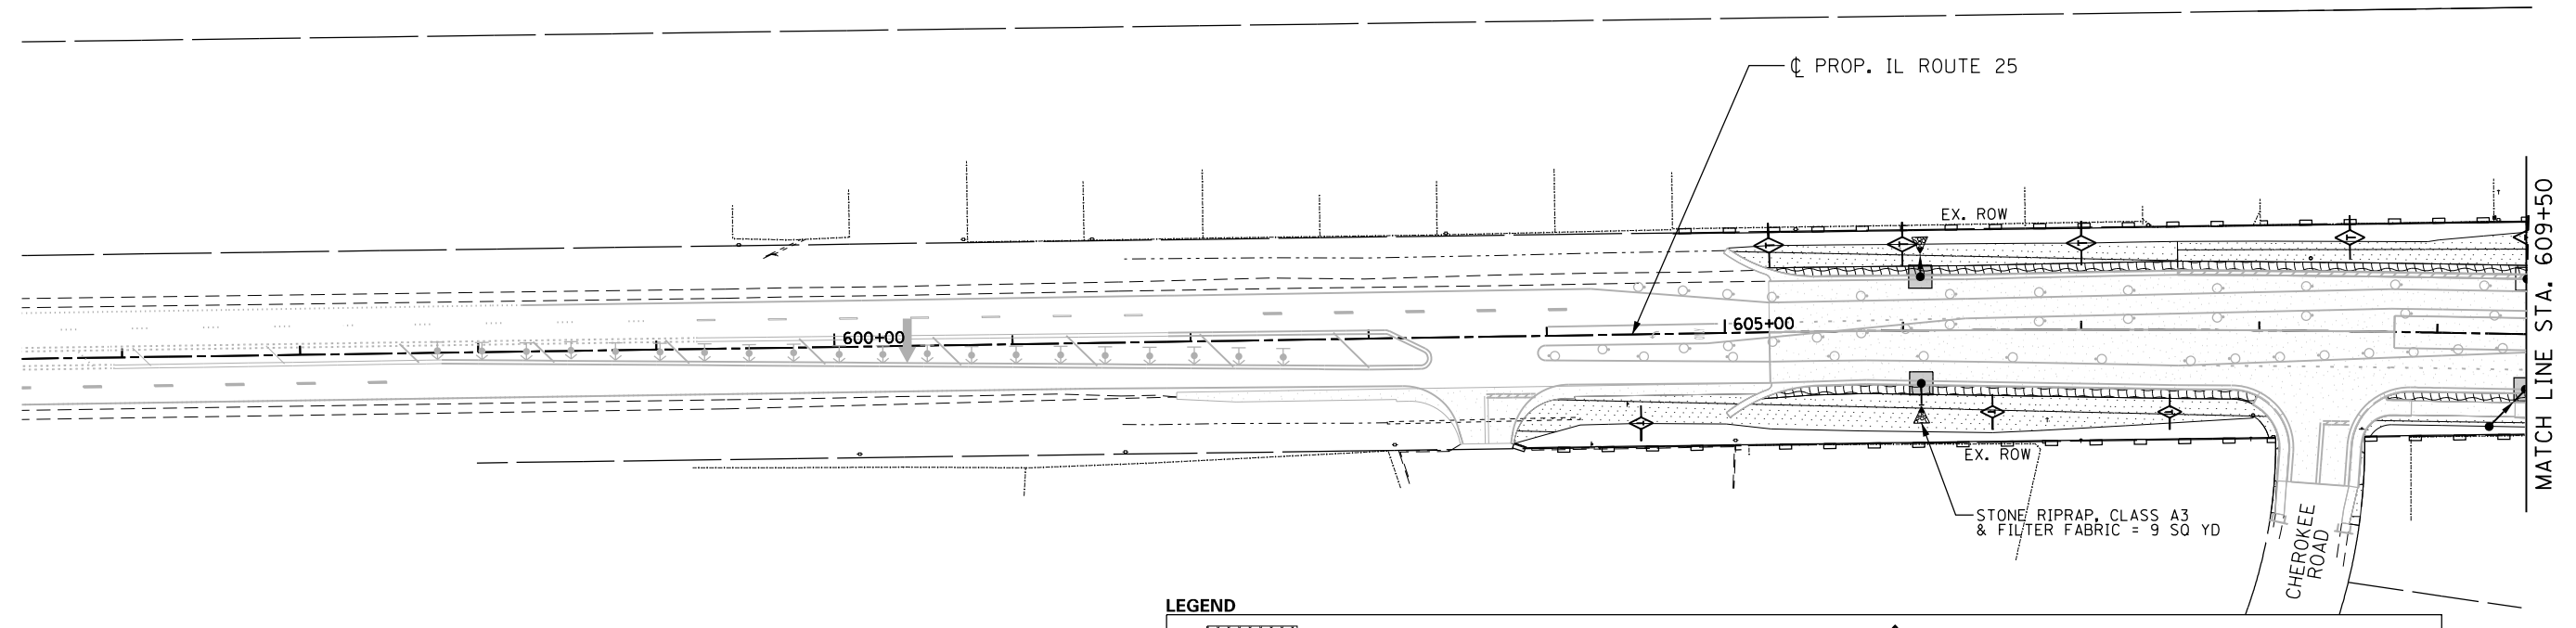 ℄ PROP. IL ROUTE 25
EX. ROW
MATCH LINE STA. 609+50
600+00
605+00
EX. ROW
STONE RIPRAP, CLASS A3
& FILTER FABRIC = 9 SQ YD
CHEROKEE
ROAD
LEGEND